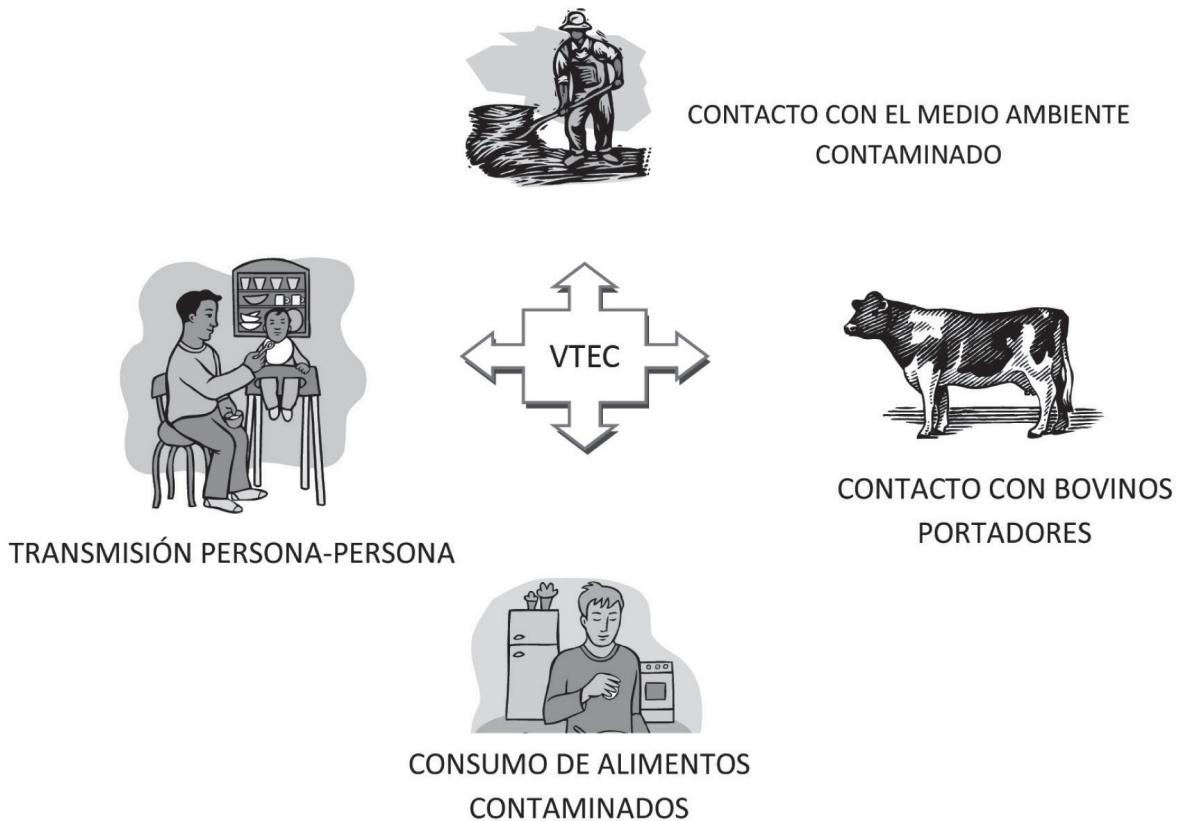 CONTACTO CON EL MEDIO AMBIENTE
CONTAMINADO
VTEC
CONTACTO CON BOVINOS
PORTADORES
TRANSMISIÓN PERSONA-PERSONA
CONSUMO DE ALIMENTOS
CONTAMINADOS